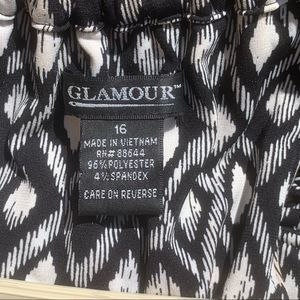 GLAMOUR™
16
MADE IN VIETNAM
RN# 88644
96% POLYESTER
4% SPANDEX
CARE ON REVERSE